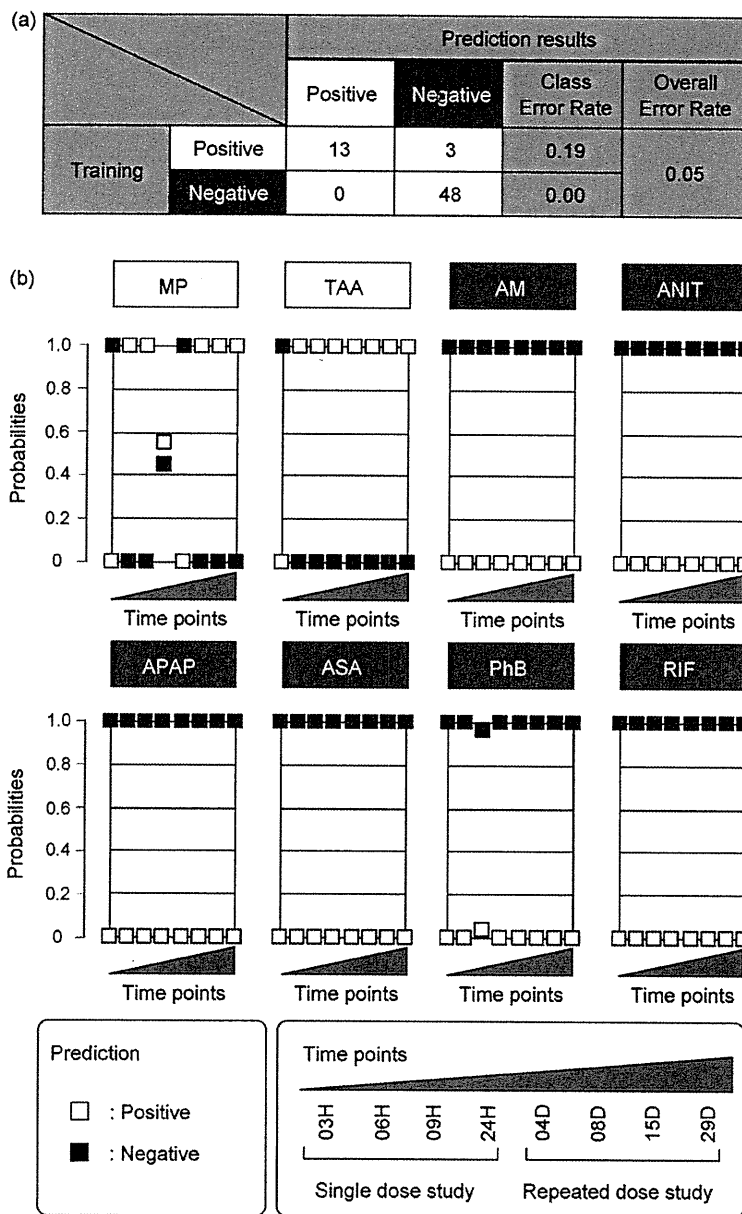 (a)
Prediction results
Positive Negative Class Error Rate Overall Error Rate
Training Positive 13 3 0.19 0.05
Negative 0 48 0.00
(b)
MP TAA AM ANIT
1.0
0.8
0.6
0.4
0.2
0
Probabilities
Time points Time points Time points Time points
APAP ASA PhB RIF
1.0
0.8
0.6
0.4
0.2
0
Probabilities
Time points Time points Time points Time points
Prediction
: Positive
: Negative
Time points
03H 06H 09H 24H 04D 08D 15D 29D
Single dose study Repeated dose study